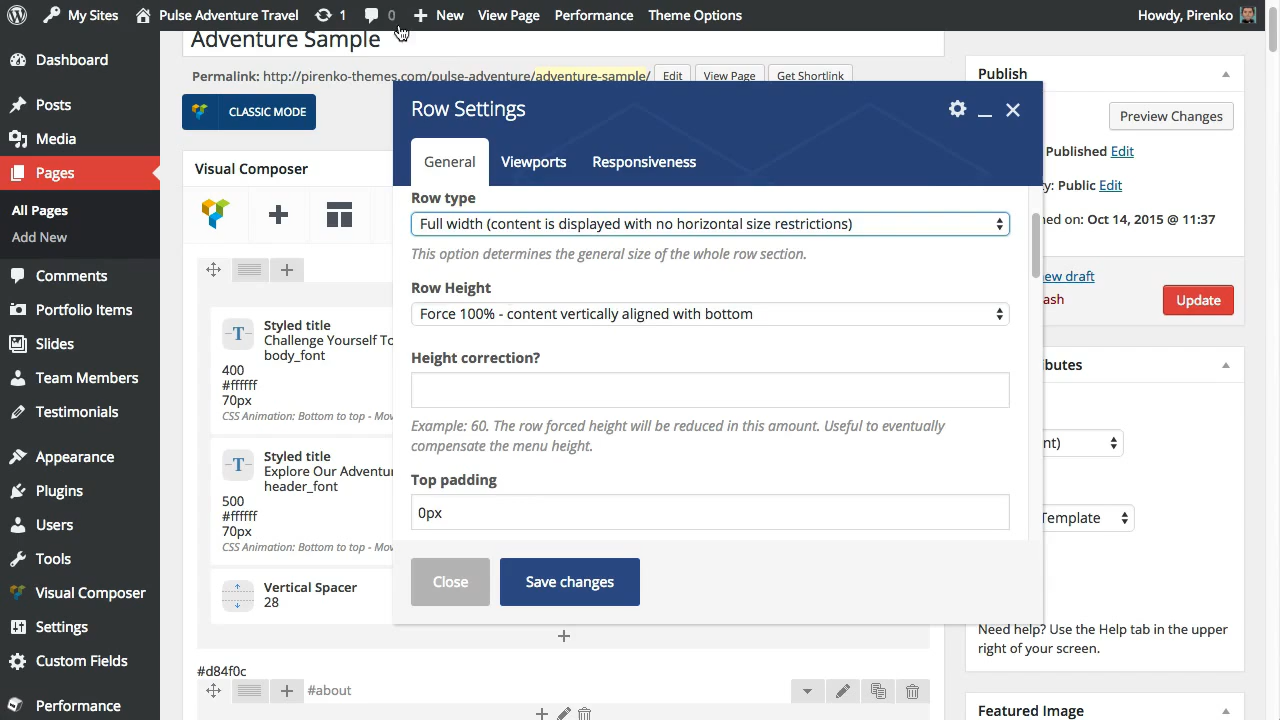 My Sites
Pulse Adventure Travel
1
0
New
View Page
Performance
Theme Options
Howdy, Pirenko
Dashboard
Posts
Media
Pages
All Pages
Add New
Comments
Portfolio Items
Slides
Team Members
Testimonials
Appearance
Plugins
Users
Tools
Visual Composer
Settings
Custom Fields
Performance
Adventure Sample
Permalink: http://pirenko-themes.com/pulse-adventure/adventure-sample/
Edit
View Page
Get Shortlink
CLASSIC MODE
Visual Composer
Styled title
Challenge Yourself To
body_font
400
#ffffff
70px
CSS Animation: Bottom to top - Mov
Styled title
Explore Our Adventu
header_font
500
#ffffff
70px
CSS Animation: Bottom to top - Mov
Vertical Spacer
28
#d84f0c
#about
Row Settings
General
Viewports
Responsiveness
Row type
Full width (content is displayed with no horizontal size restrictions)
This option determines the general size of the whole row section.
Row Height
Force 100% - content vertically aligned with bottom
Height correction?
Example: 60. The row forced height will be reduced in this amount. Useful to eventually
compensate the menu height.
Top padding
0px
Close
Save changes
Publish
Preview Changes
Published Edit
y: Public Edit
ed on: Oct 14, 2015 @ 11:37
ew draft
ash
Update
butes
nt)
Template
Need help? Use the Help tab in the upper
right of your screen.
Featured Image